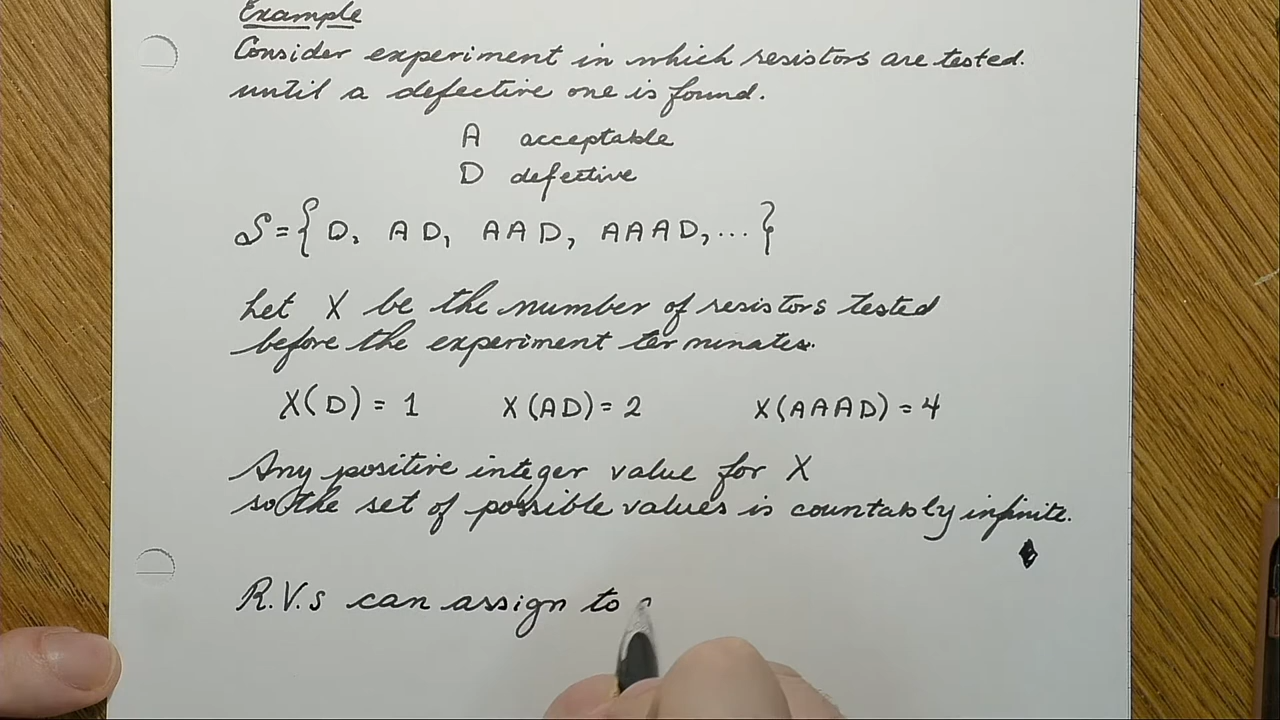 Example
Consider experiment in which resistors are tested.
until a defective one is found.
A acceptable
D defective
S = { D, AD, AAD, AAAD, ... }
Let X be the number of resistors tested
before the experiment terminates.
X(D) = 1 X(AD) = 2 X(AAAD) = 4
Any positive integer value for X
so the set of possible values is countably infinite.
R.V.s can assign to